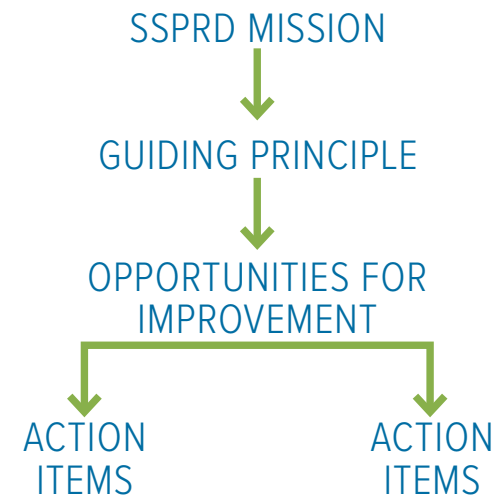 SSPRD MISSION
GUIDING PRINCIPLE
OPPORTUNITIES FOR
IMPROVEMENT
ACTION
ITEMS
ACTION
ITEMS